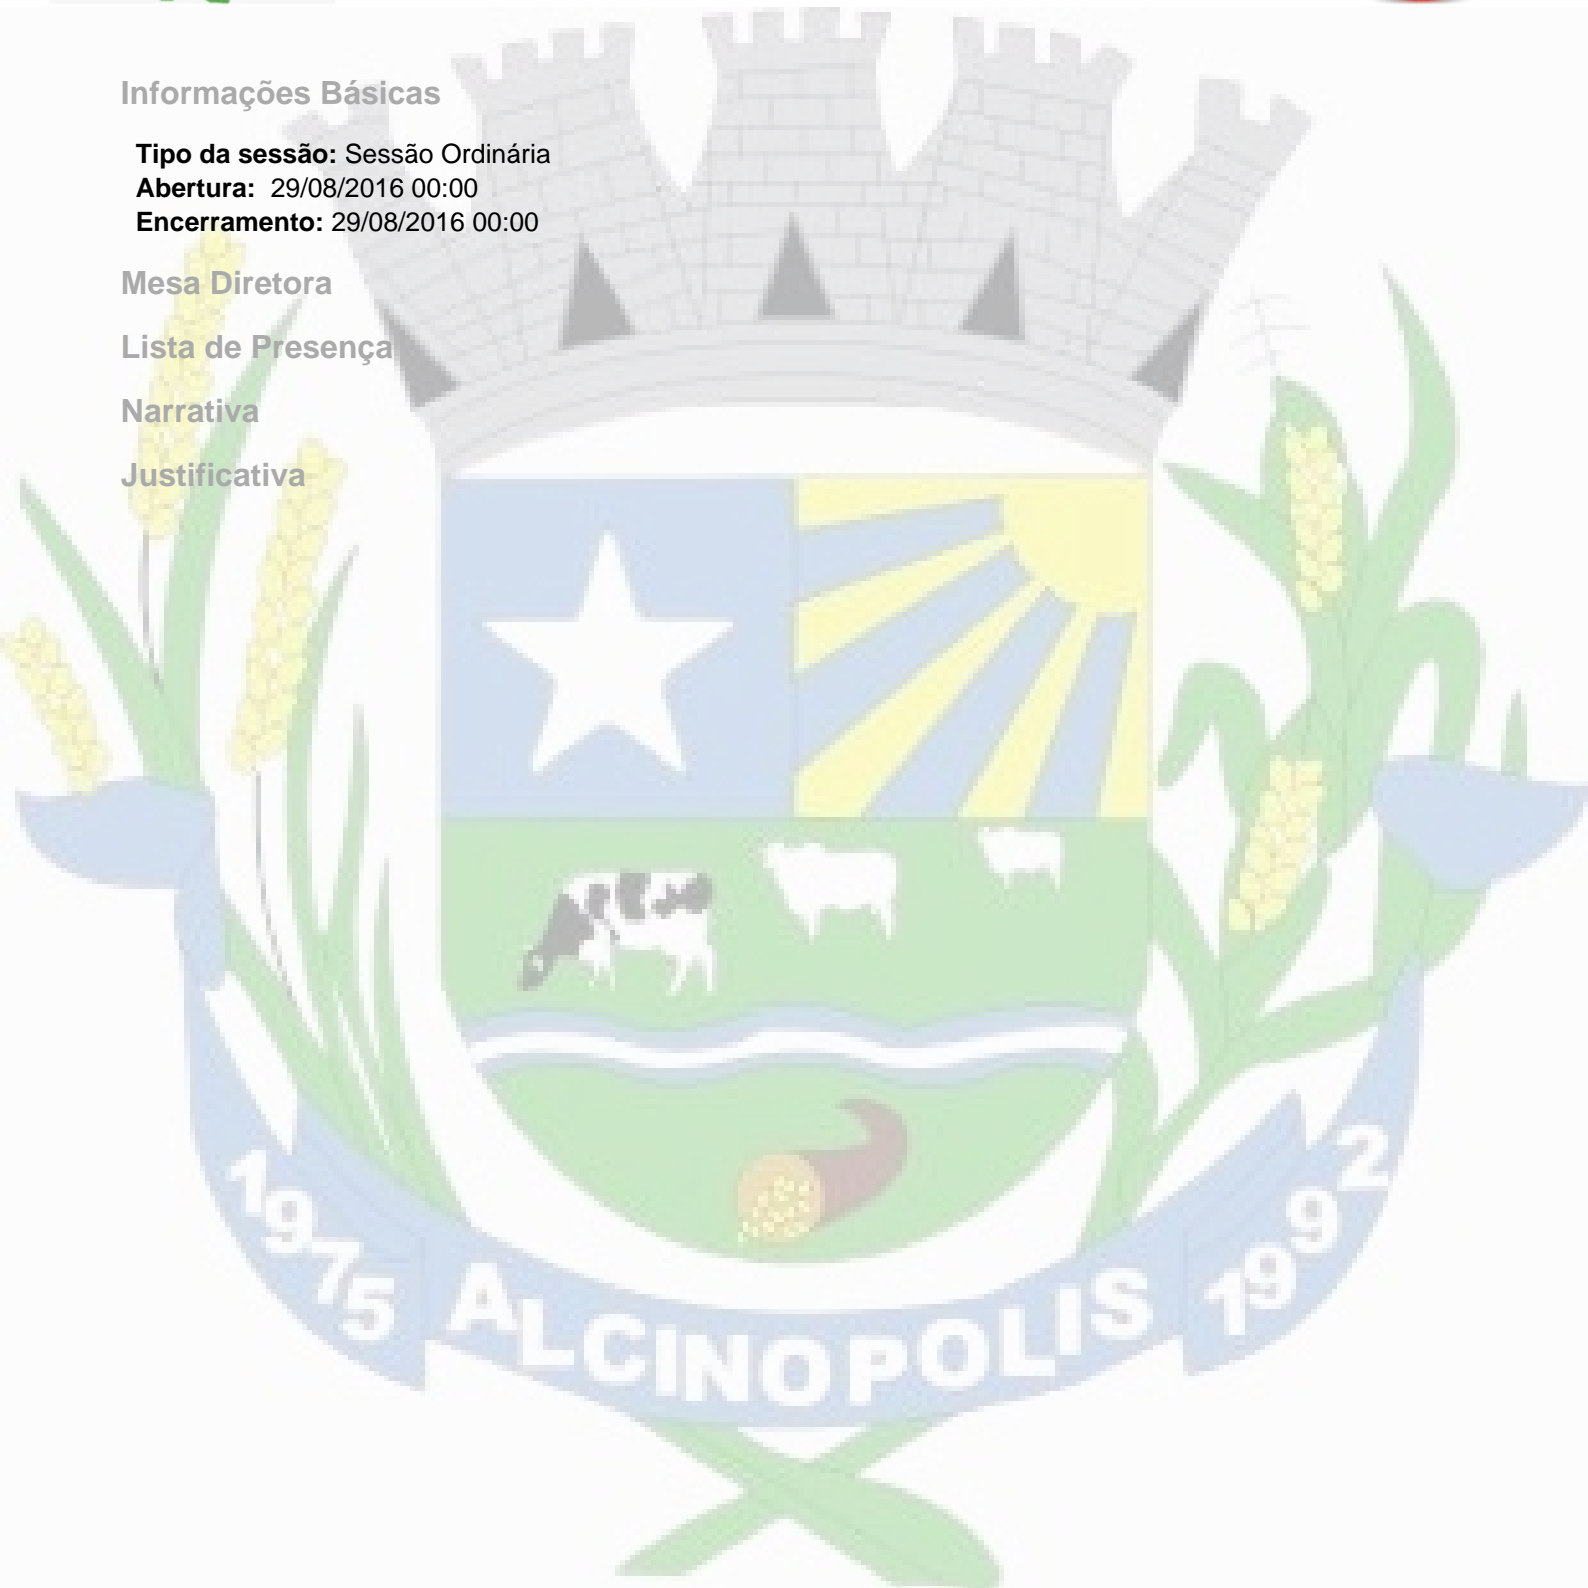 Informações Básicas
Tipo da sessão: Sessão Ordinária
Abertura: 29/08/2016 00:00
Encerramento: 29/08/2016 00:00
Mesa Diretora
Lista de Presença
Narrativa
Justificativa
1975 ALCINOPOLIS 1992